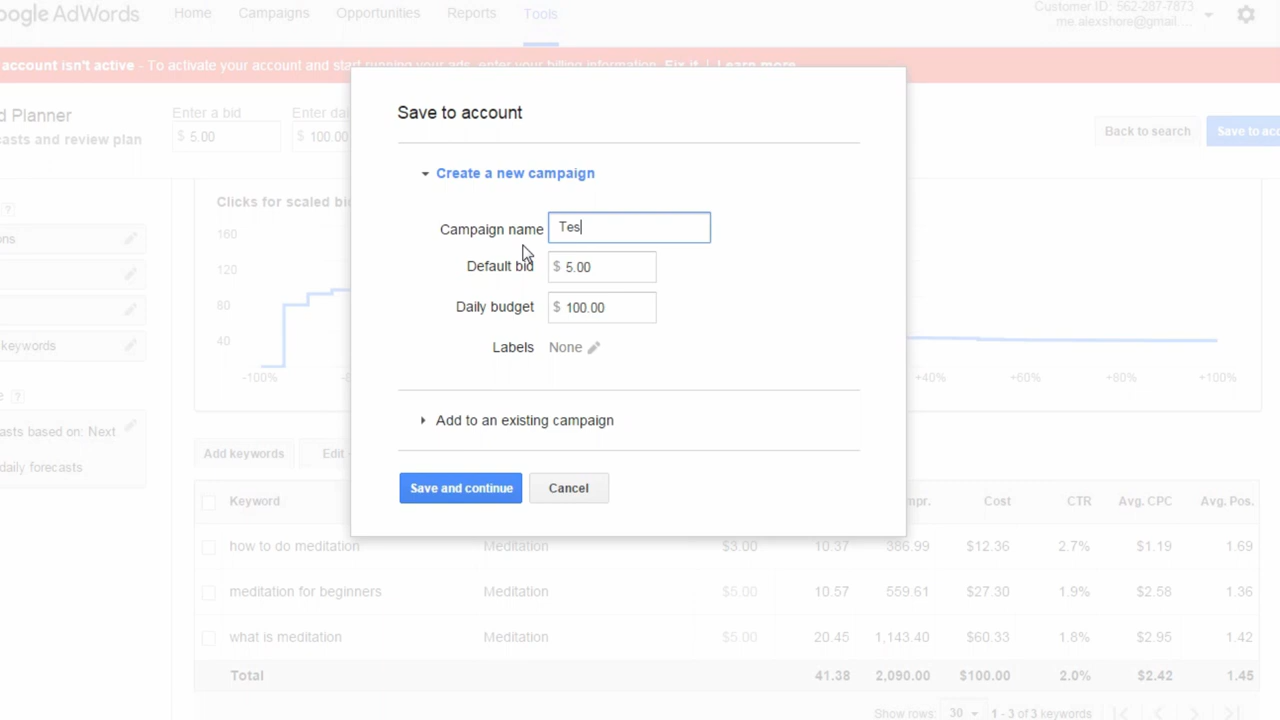 oogle AdWords Home Campaigns Opportunities Reports Tools
Customer ID: 562-287-7873
me.alexshore@gmail....
account isn't active - To activate your account and start running your ads, enter your billing information. Fix it | Learn more
d Planner
casts and review plan
Enter a bid
$ 5.00
Enter dai
$ 100.00
Back to search
Save to acc
Save to account
Create a new campaign
Campaign name Tes
Default bid $ 5.00
Daily budget $ 100.00
Labels None
Add to an existing campaign
Save and continue Cancel
?
ons
keywords
?
asts based on: Next
daily forecasts
Clicks for scaled bi
160
120
80
40
-100% +40% +60% +80% +100%
Add keywords Edit
Keyword Cost CTR Avg. CPC Avg. Pos.
how to do meditation Meditation $3.00 10.37 386.99 $12.36 2.7% $1.19 1.69
meditation for beginners Meditation $5.00 10.57 559.61 $27.30 1.9% $2.58 1.36
what is meditation Meditation $5.00 20.45 1,143.40 $60.33 1.8% $2.95 1.42
Total 41.38 2,090.00 $100.00 2.0% $2.42 1.45
Show rows: 30 1 - 3 of 3 keywords